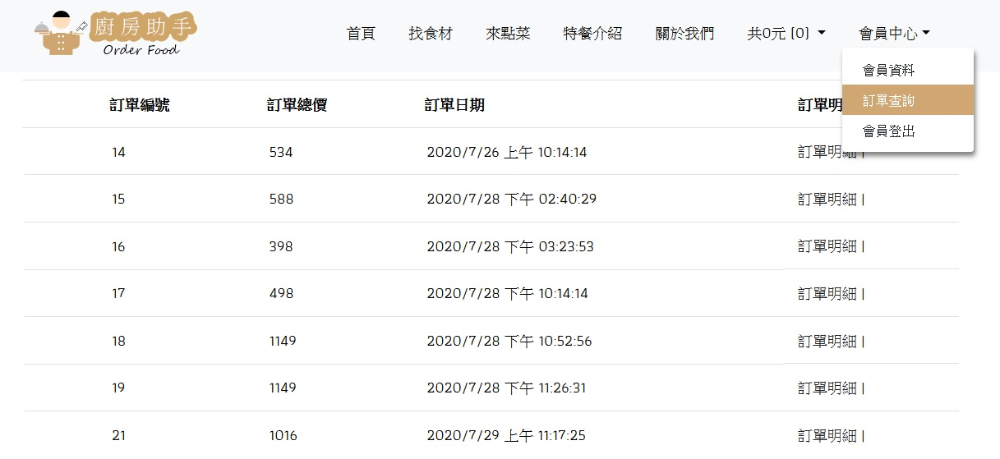 廚房助手
Order Food
首頁 找食材 來點菜 特餐介紹 關於我們 共0元 (0) 會員中心
會員資料
訂單查詢
會員登出
訂單編號 訂單總價 訂單日期 訂單明
14 534 2020/7/26 上午 10:14:14 訂單明細 |
15 588 2020/7/28 下午 02:40:29 訂單明細 |
16 398 2020/7/28 下午 03:23:53 訂單明細 |
17 498 2020/7/28 下午 10:14:14 訂單明細 |
18 1149 2020/7/28 下午 10:52:56 訂單明細 |
19 1149 2020/7/28 下午 11:26:31 訂單明細 |
21 1016 2020/7/29 上午 11:17:25 訂單明細 |